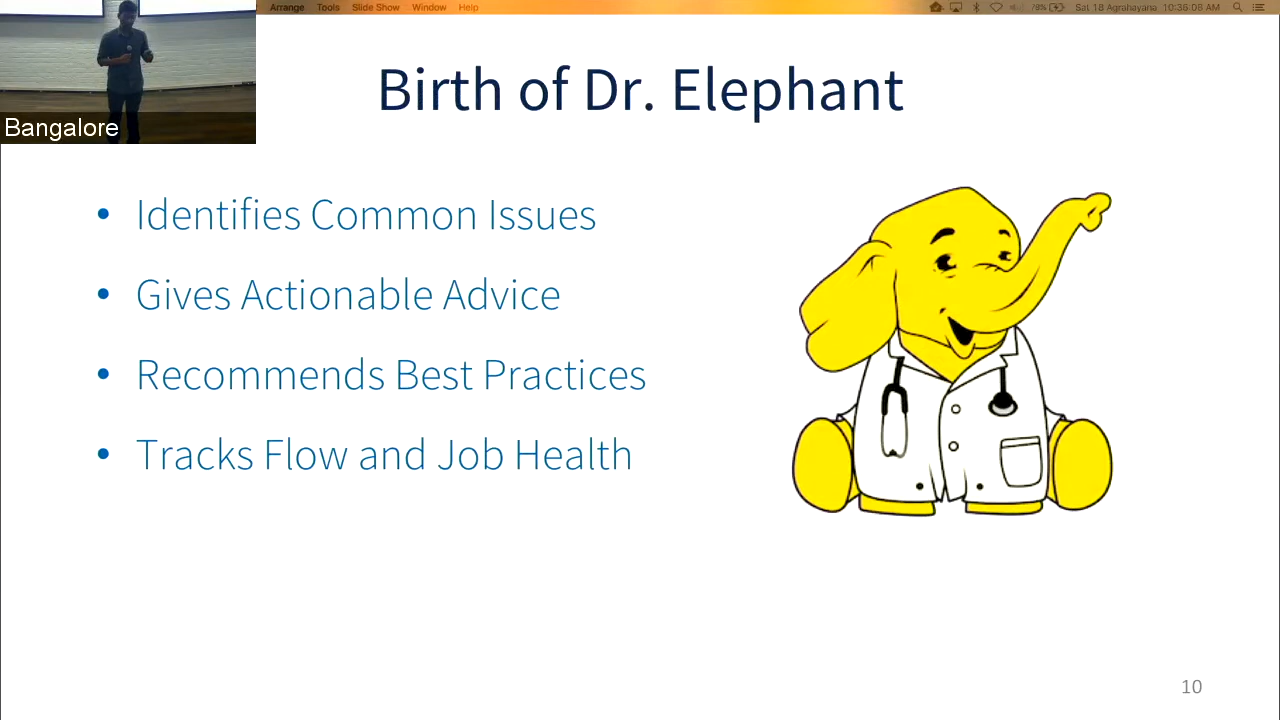 Arrange Tools Slide Show Window Help 78% Sat 18 Agrahayana 10:36:08 AM
Bangalore
Birth of Dr. Elephant
• Identifies Common Issues
• Gives Actionable Advice
• Recommends Best Practices
• Tracks Flow and Job Health
10